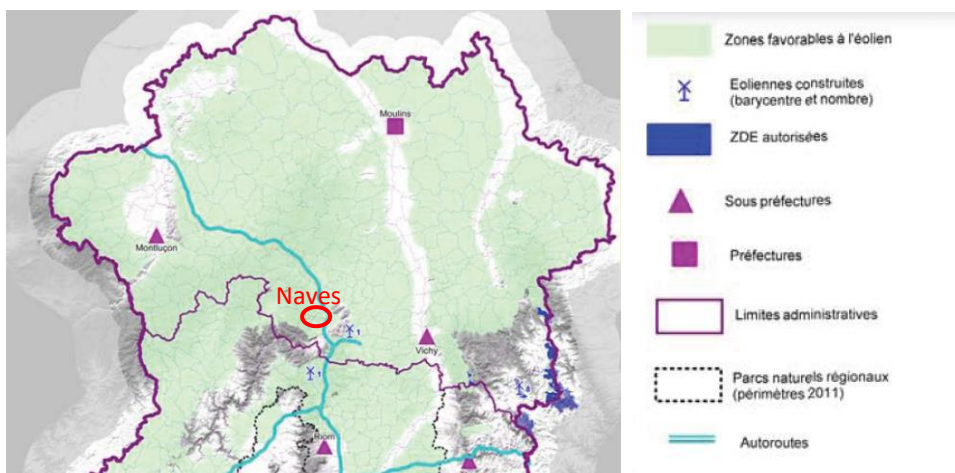 Moulins
Montluçon
Naves
1
Vichy
1
Riom
Zones favorables à l'éolien
Eoliennes construites
(barycentre et nombre)
ZDE autorisées
Sous préfectures
Préfectures
Limites administratives
Parcs naturels régionaux
(périmètres 2011)
Autoroutes